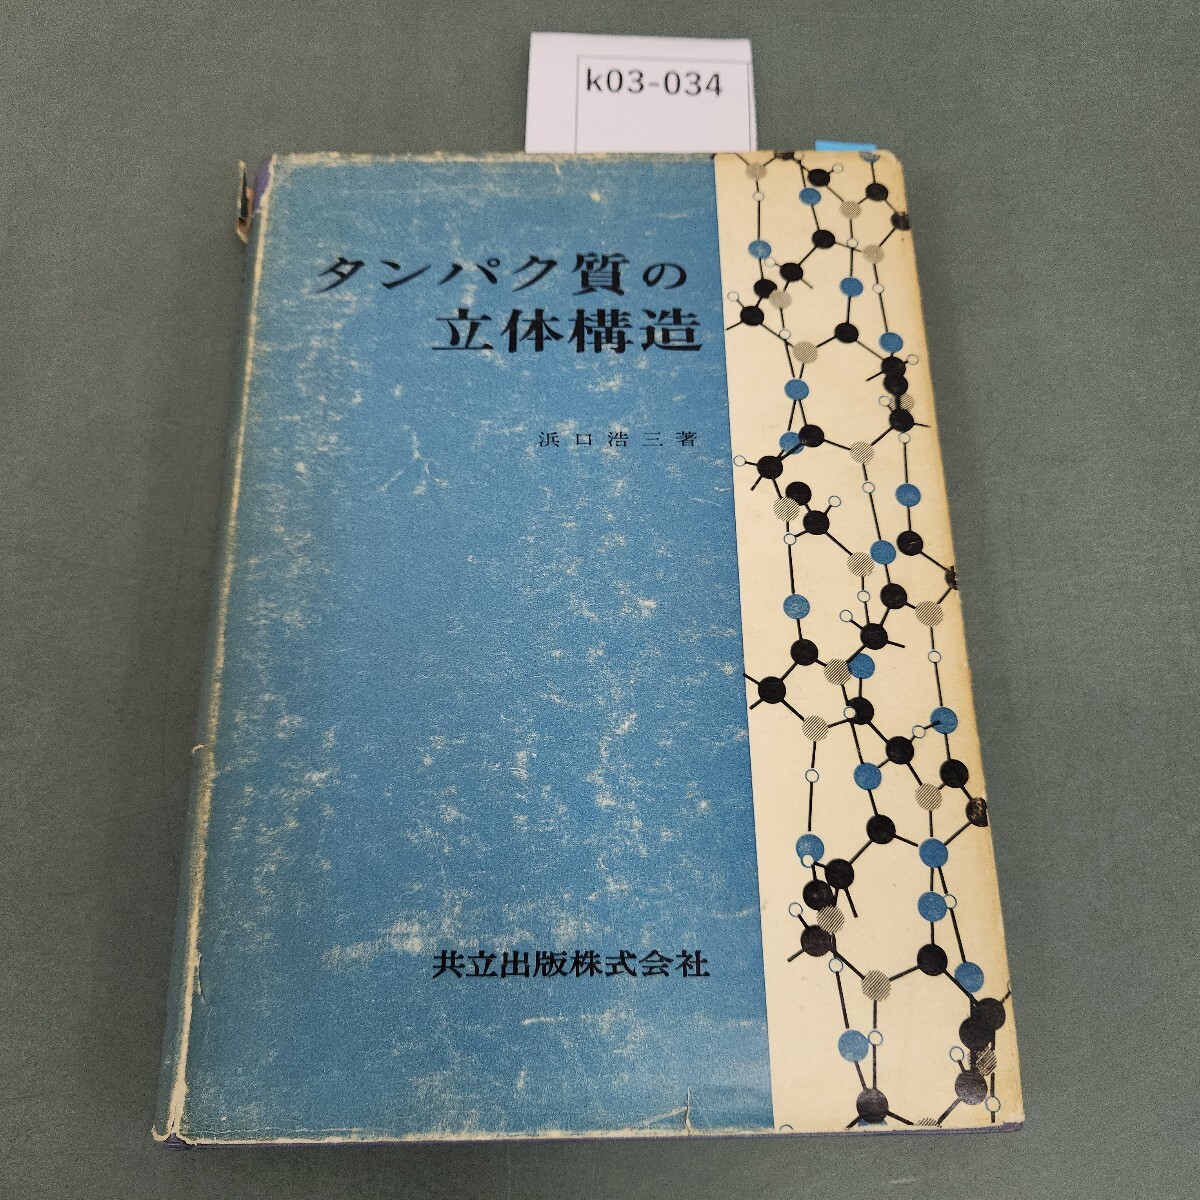 k03-034
タンパク質の
立体構造
浜口浩三著
共立出版株式会社